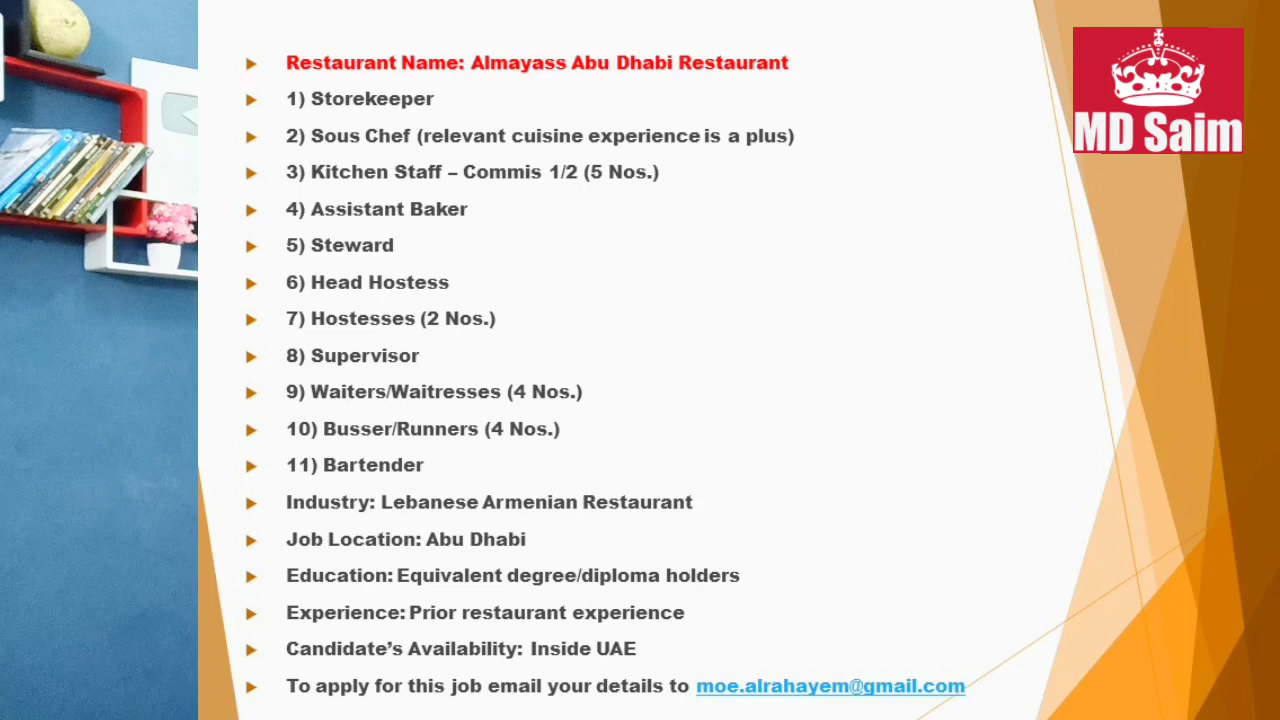 Restaurant Name: Almayass Abu Dhabi Restaurant
1) Storekeeper
2) Sous Chef (relevant cuisine experience is a plus)
3) Kitchen Staff – Commis 1/2 (5 Nos.)
4) Assistant Baker
5) Steward
6) Head Hostess
7) Hostesses (2 Nos.)
8) Supervisor
9) Waiters/Waitresses (4 Nos.)
10) Busser/Runners (4 Nos.)
11) Bartender
Industry: Lebanese Armenian Restaurant
Job Location: Abu Dhabi
Education: Equivalent degree/diploma holders
Experience: Prior restaurant experience
Candidate’s Availability: Inside UAE
To apply for this job email your details to moe.alrahayem@gmail.com
MD Saim